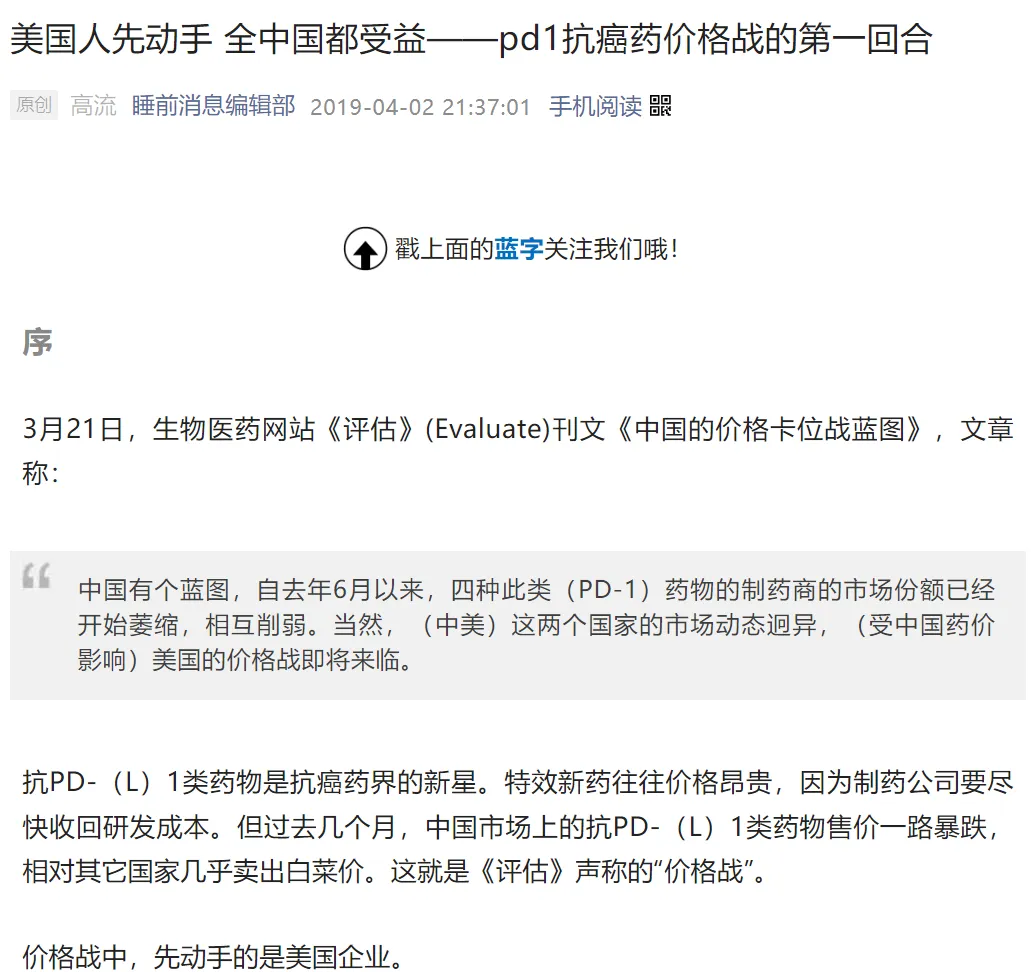 美国人先动手 全中国都受益——pd1抗癌药价格战的第一回合
原创 高流 睡前消息编辑部 2019-04-02 21:37:01 手机阅读
戳上面的蓝字关注我们哦！
序
3月21日，生物医药网站《评估》(Evaluate)刊文《中国的价格卡位战蓝图》，文章
称：
中国有个蓝图，自去年6月以来，四种此类（PD-1）药物的制药商的市场份额已经
开始萎缩，相互削弱。当然，（中美）这两个国家的市场动态迥异，（受中国药价
影响）美国的价格战即将来临。
抗PD-（L）1类药物是抗癌药界的新星。特效新药往往价格昂贵，因为制药公司要尽
快收回研发成本。但过去几个月，中国市场上的抗PD-（L）1类药物售价一路暴跌，
相对其它国家几乎卖出白菜价。这就是《评估》声称的“价格战”。
价格战中，先动手的是美国企业。